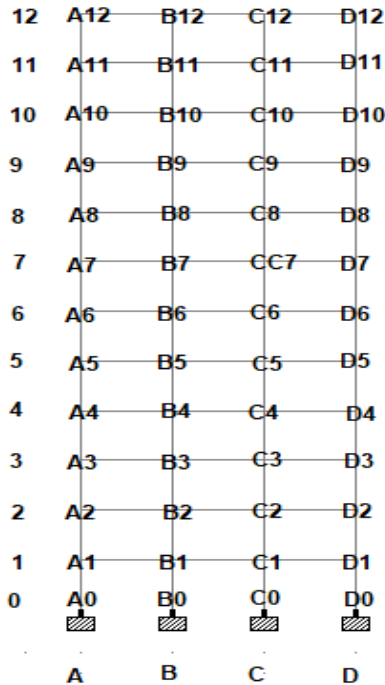 12 A12 B12 C12 D12
11 A11 B11 C11 D11
10 A10 B10 C10 D10
9 A9 B9 C9 D9
8 A8 B8 C8 D8
7 A7 B7 CC7 D7
6 A6 B6 C6 D6
5 A5 B5 C5 D5
4 A4 B4 C4 D4
3 A3 B3 C3 D3
2 A2 B2 C2 D2
1 A1 B1 C1 D1
0 A0 B0 C0 D0
A B C D